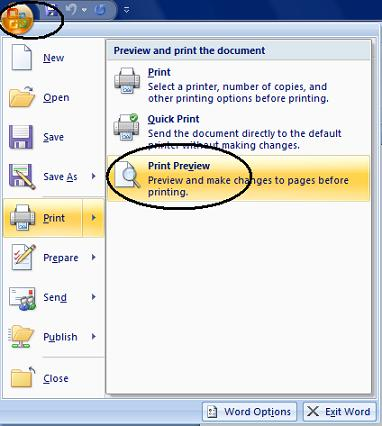 Preview and print the document
New
Open
Save
Save As
Print
Prepare
Send
Publish
Close
Print
Select a printer, number of copies, and
other printing options before printing.
Quick Print
Send the document directly to the default
printer without making changes.
Print Preview
Preview and make changes to pages before
printing.
Word Options
Exit Word